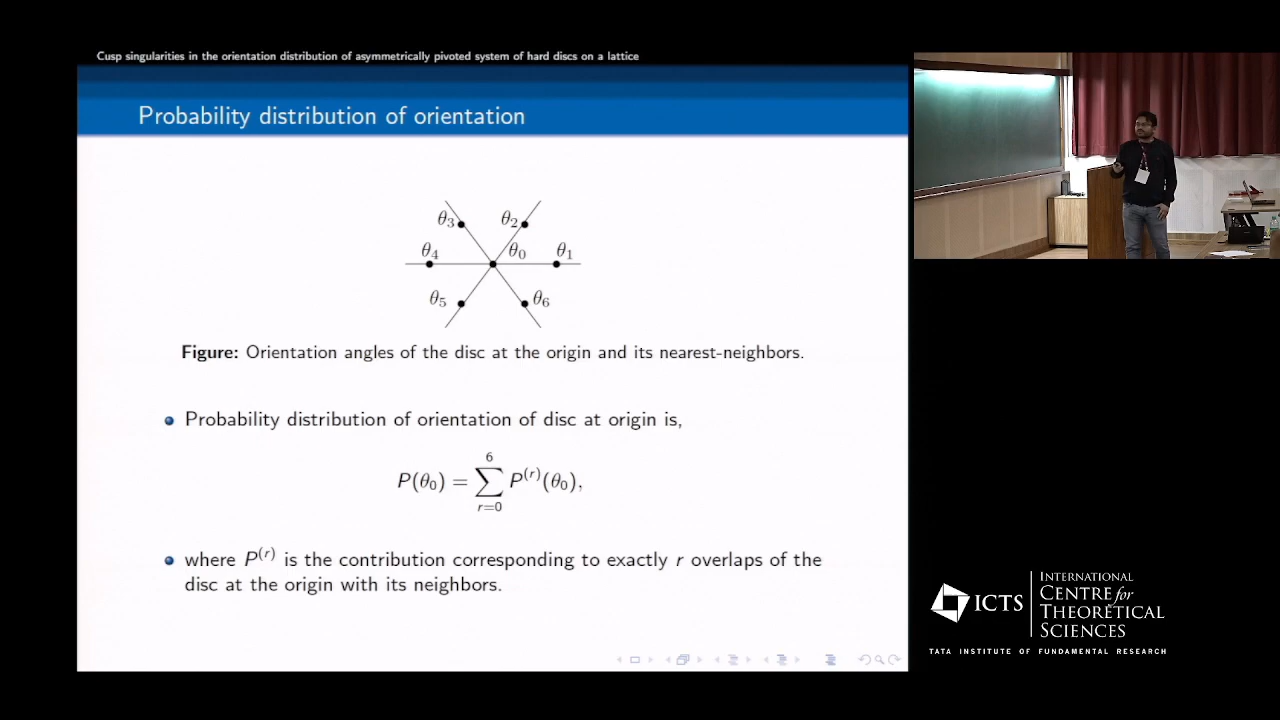 Cusp singularities in the orientation distribution of asymmetrically pivoted system of hard discs on a lattice
Probability distribution of orientation
θ3 θ2
θ4 θ0 θ1
θ5 θ6
Figure: Orientation angles of the disc at the origin and its nearest-neighbors.
Probability distribution of orientation of disc at origin is,
P(θ0) = ∑_{r=0}^{6} P^(r)(θ0),
where P^(r) is the contribution corresponding to exactly r overlaps of the
disc at the origin with its neighbors.
ICTS
INTERNATIONAL
CENTRE for
THEORETICAL
SCIENCES
TATA INSTITUTE OF FUNDAMENTAL RESEARCH